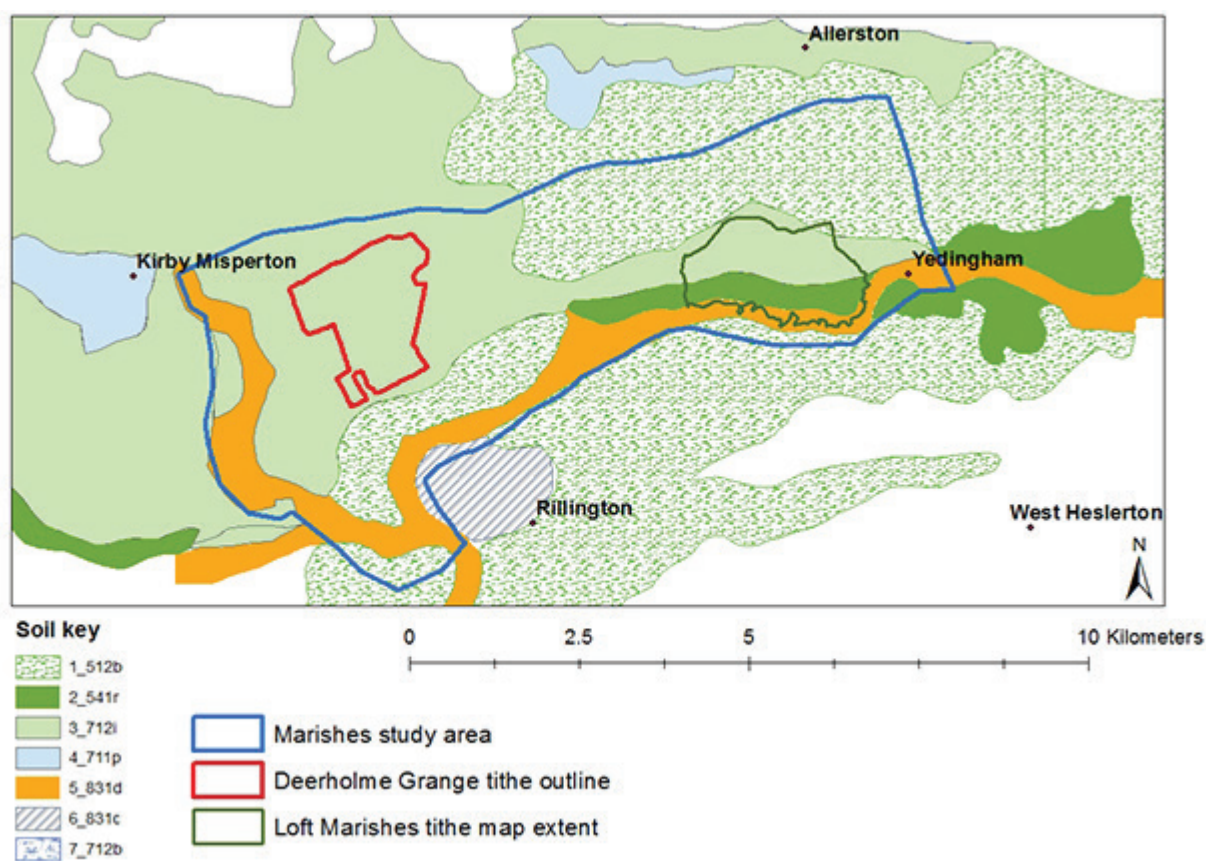 Allerston
Kirby Misperton
Yedingham
Rillington
West Heslerton
N
Soil key
1_512b
2_541r
3_712i
4_711p
5_831d
6_831c
7_712b
0 2.5 5 10 Kilometers
Marishes study area
Deerholme Grange tithe outline
Loft Marishes tithe map extent